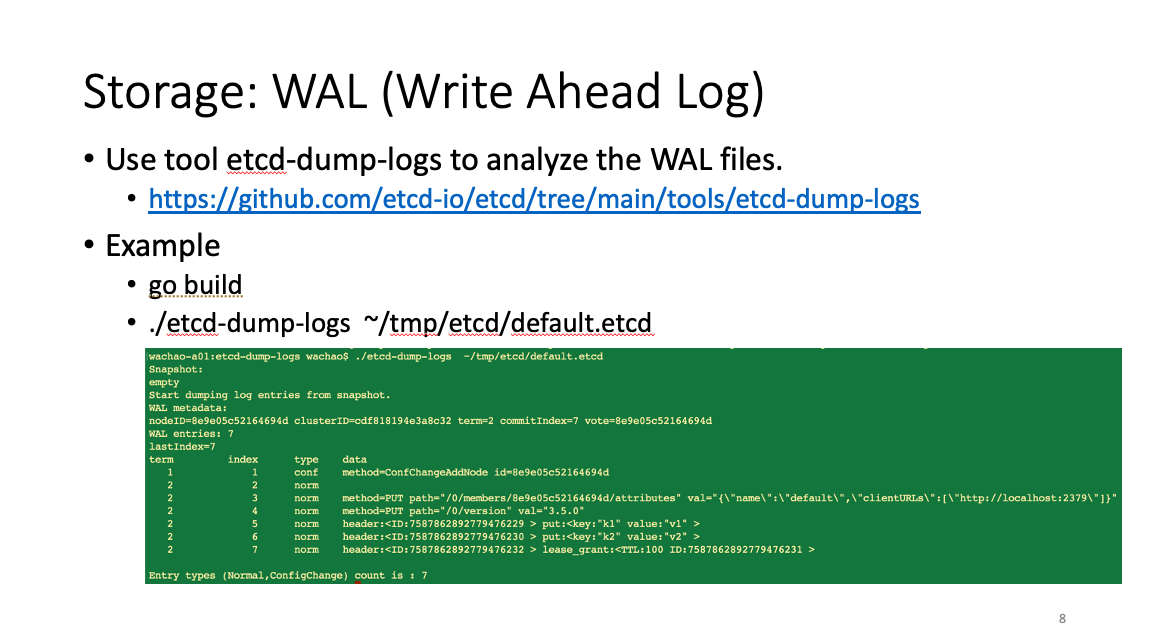 Storage: WAL (Write Ahead Log)
• Use tool etcd-dump-logs to analyze the WAL files.
• https://github.com/etcd-io/etcd/tree/main/tools/etcd-dump-logs
• Example
• go build
• ./etcd-dump-logs ~/tmp/etcd/default.etcd
wachao-a01:etcd-dump-logs wachao$ ./etcd-dump-logs ~/tmp/etcd/default.etcd
Snapshot:
empty
Start dumping log entries from snapshot.
WAL metadata:
nodeID=8e9e05c52164694d clusterID=cdf818194e3a8c32 term=2 commitIndex=7 vote=8e9e05c52164694d
WAL entries: 7
lastIndex=7
term index type data
1 1 conf method=ConfChangeAddNode id=8e9e05c52164694d
2 2 norm
2 3 norm method=PUT path="/0/members/8e9e05c52164694d/attributes" val="{\"name\":\"default\",\"clientURLs\":[\"http://localhost:2379\"]}"
2 4 norm method=PUT path="/0/version" val="3.5.0"
2 5 norm header:<ID:7587862892779476229 > put:<key:"k1" value:"v1" >
2 6 norm header:<ID:7587862892779476230 > put:<key:"k2" value:"v2" >
2 7 norm header:<ID:7587862892779476232 > lease_grant:<TTL:100 ID:7587862892779476231 >
Entry types (Normal,ConfigChange) count is : 7
8